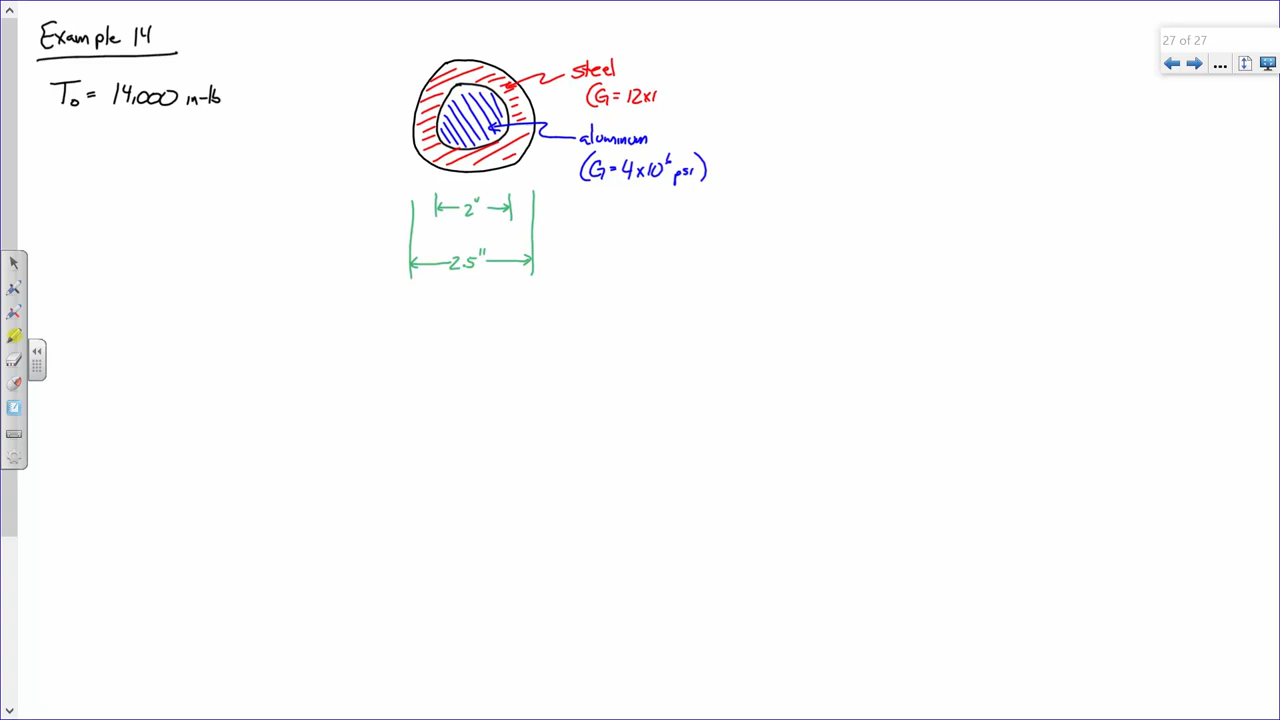 Example 14
T₀ = 14,000 in-lb
steel
(G = 12x1
aluminum
(G = 4x10⁶ psi)
2"
2.5"
27 of 27
...